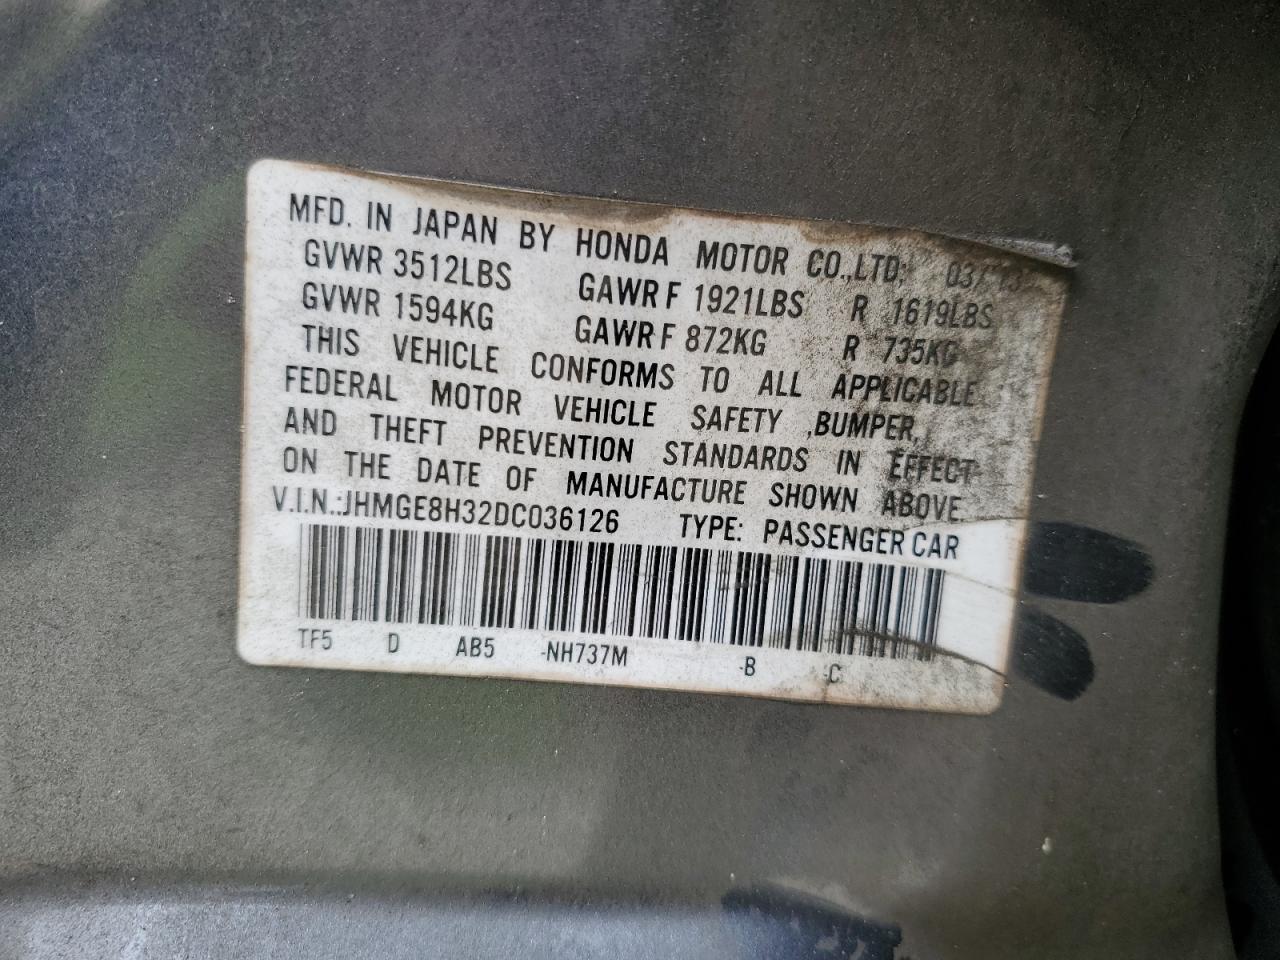 MFD. IN JAPAN BY HONDA MOTOR CO.,LTD; 03/13
GVWR 3512LBS GAWR F 1921LBS R 1619LBS
GVWR 1594KG GAWR F 872KG R 735KG
THIS VEHICLE CONFORMS TO ALL APPLICABLE
FEDERAL MOTOR VEHICLE SAFETY ,BUMPER,
AND THEFT PREVENTION STANDARDS IN EFFECT
ON THE DATE OF MANUFACTURE SHOWN ABOVE.
V.I.N.:JHMGE8H32DC036126 TYPE: PASSENGER CAR
TF5 D AB5 -NH737M -B -C